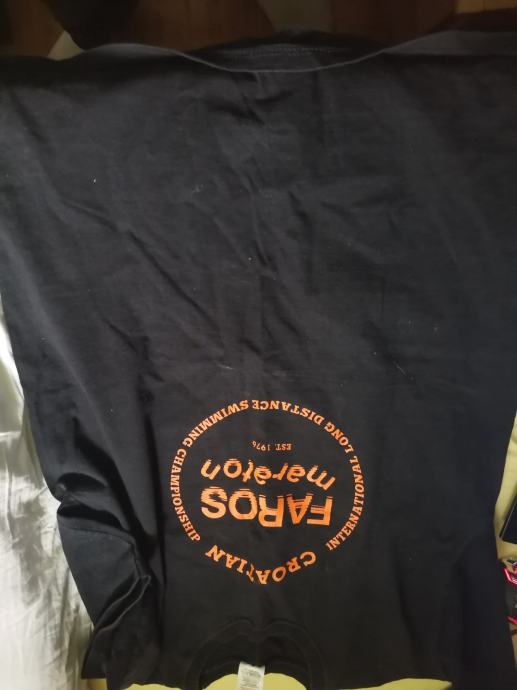 CROATIAN
INTERNATIONAL LONG DISTANCE SWIMMING CHAMPIONSHIP
FAROS
maraton
EST. 1976